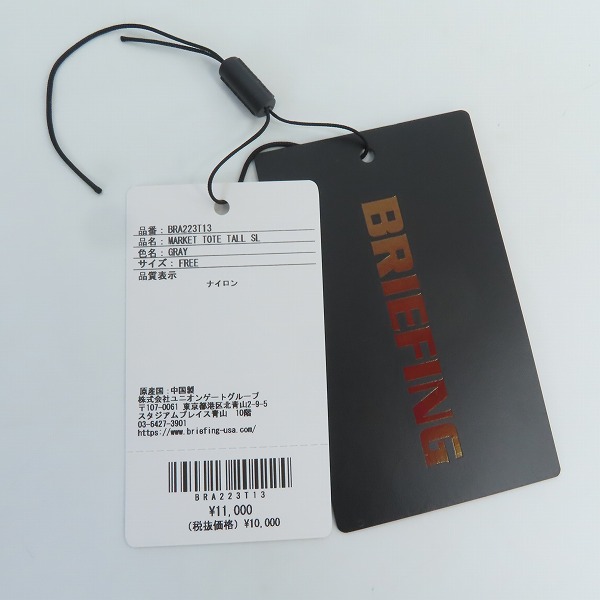 品番：BRA223T13
品名：MARKET TOTE TALL SL
色名：GRAY
サイズ：FREE
品質表示
ナイロン
原産国：中国製
株式会社ユニオンゲートグループ
〒107-0061 東京都港区北青山2-9-5
スタジアムプレイス青山 10階
03-6427-3901
https://www.briefing-usa.com/
BRA223T13
¥11,000
(税抜価格) ¥10,000
BRIEFING